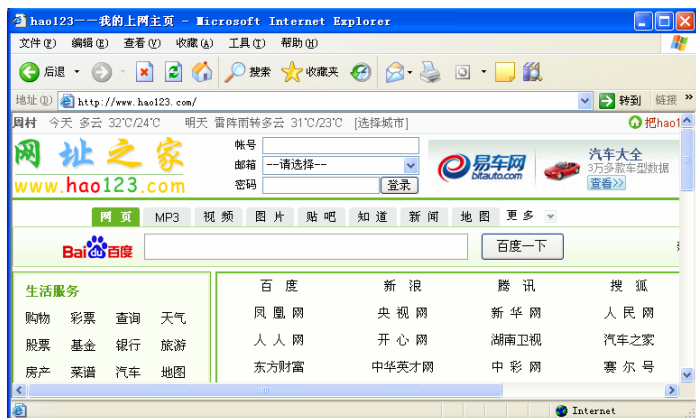 hao123——我的上网主页 - Microsoft Internet Explorer
文件(F) 编辑(E) 查看(V) 收藏(A) 工具(T) 帮助(H)
后退 搜索 收藏夹
地址(D) http://www.hao123.com/ 转到 链接 »
周村 今天 多云 32℃/24℃ 明天 雷阵雨转多云 31℃/23℃ [选择城市] 把hao1
网址之家
www.hao123.com
帐号
邮箱 --请选择--
密码 登录
易车网
bitauto.com
汽车大全
3万多款车型数据
查看>>
网页 MP3 视频 图片 贴吧 知道 新闻 地图 更多
Baidu百度 百度一下
生活服务
购物 彩票 查询 天气
股票 基金 银行 旅游
房产 菜谱 汽车 地图
百度 新浪 腾讯 搜狐
凤凰网 央视网 新华网 人民网
人人网 开心网 湖南卫视 汽车之家
东方财富 中华英才网 中彩网 赛尔号
Internet